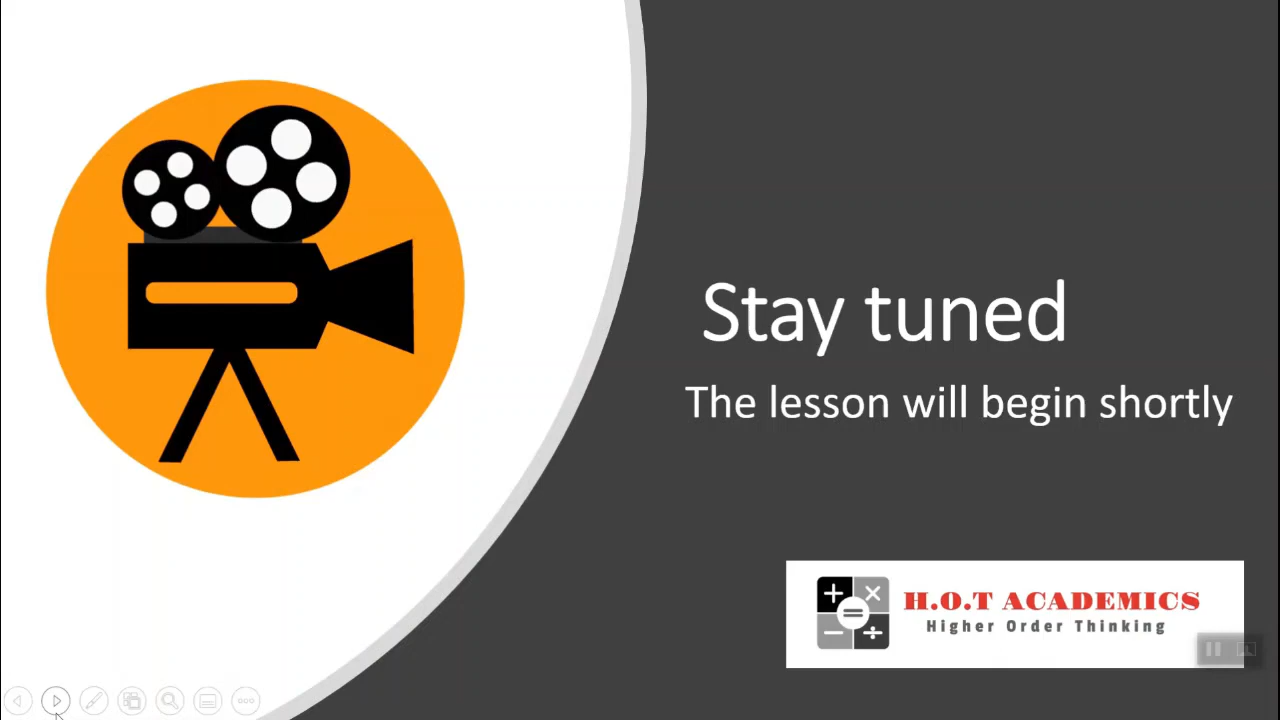 Stay tuned
The lesson will begin shortly
H.O.T ACADEMICS
Higher Order Thinking